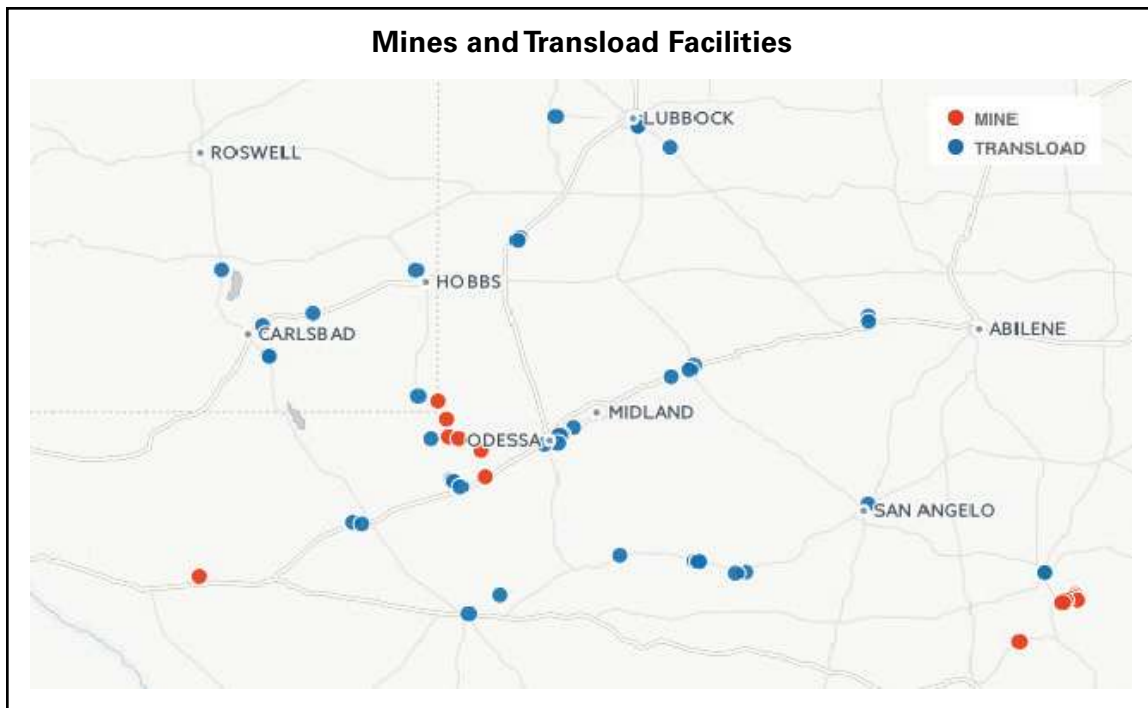 Mines and Transload Facilities
LUBBOCK
MINE
TRANSLOAD
ROSWELL
HOBBS
CARLSBAD
ABILENE
MIDLAND
ODESSA
SAN ANGELO